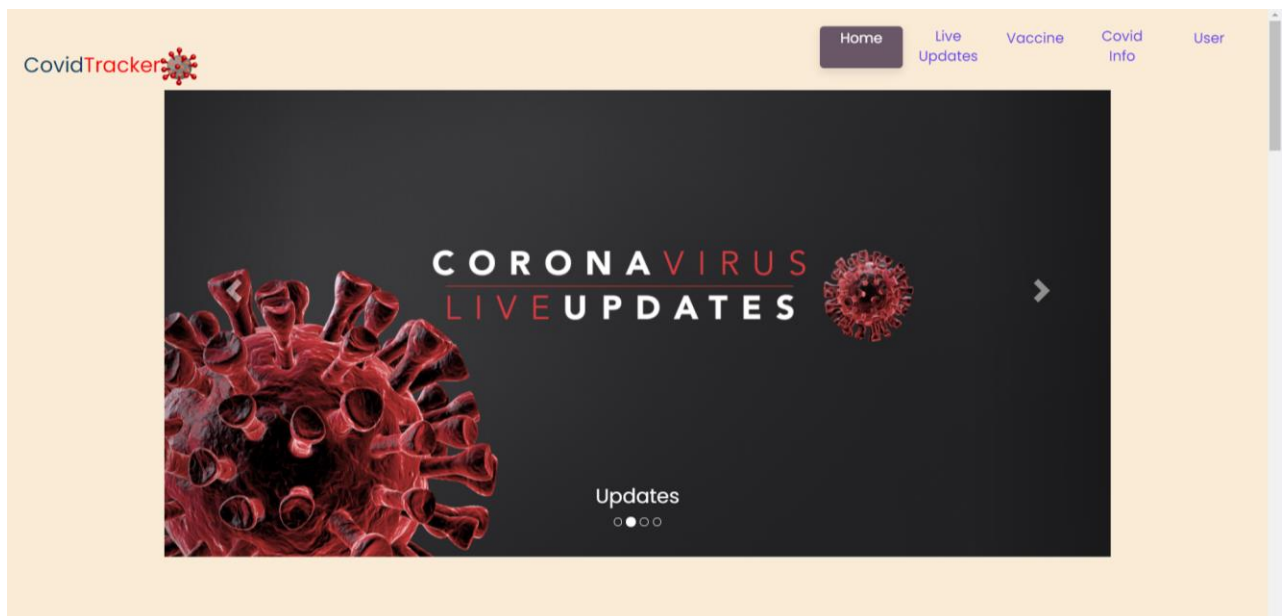 CovidTracker
Home
Live
Updates
Vaccine
Covid
Info
User
CORONAVIRUS
LIVEUPDATES
Updates